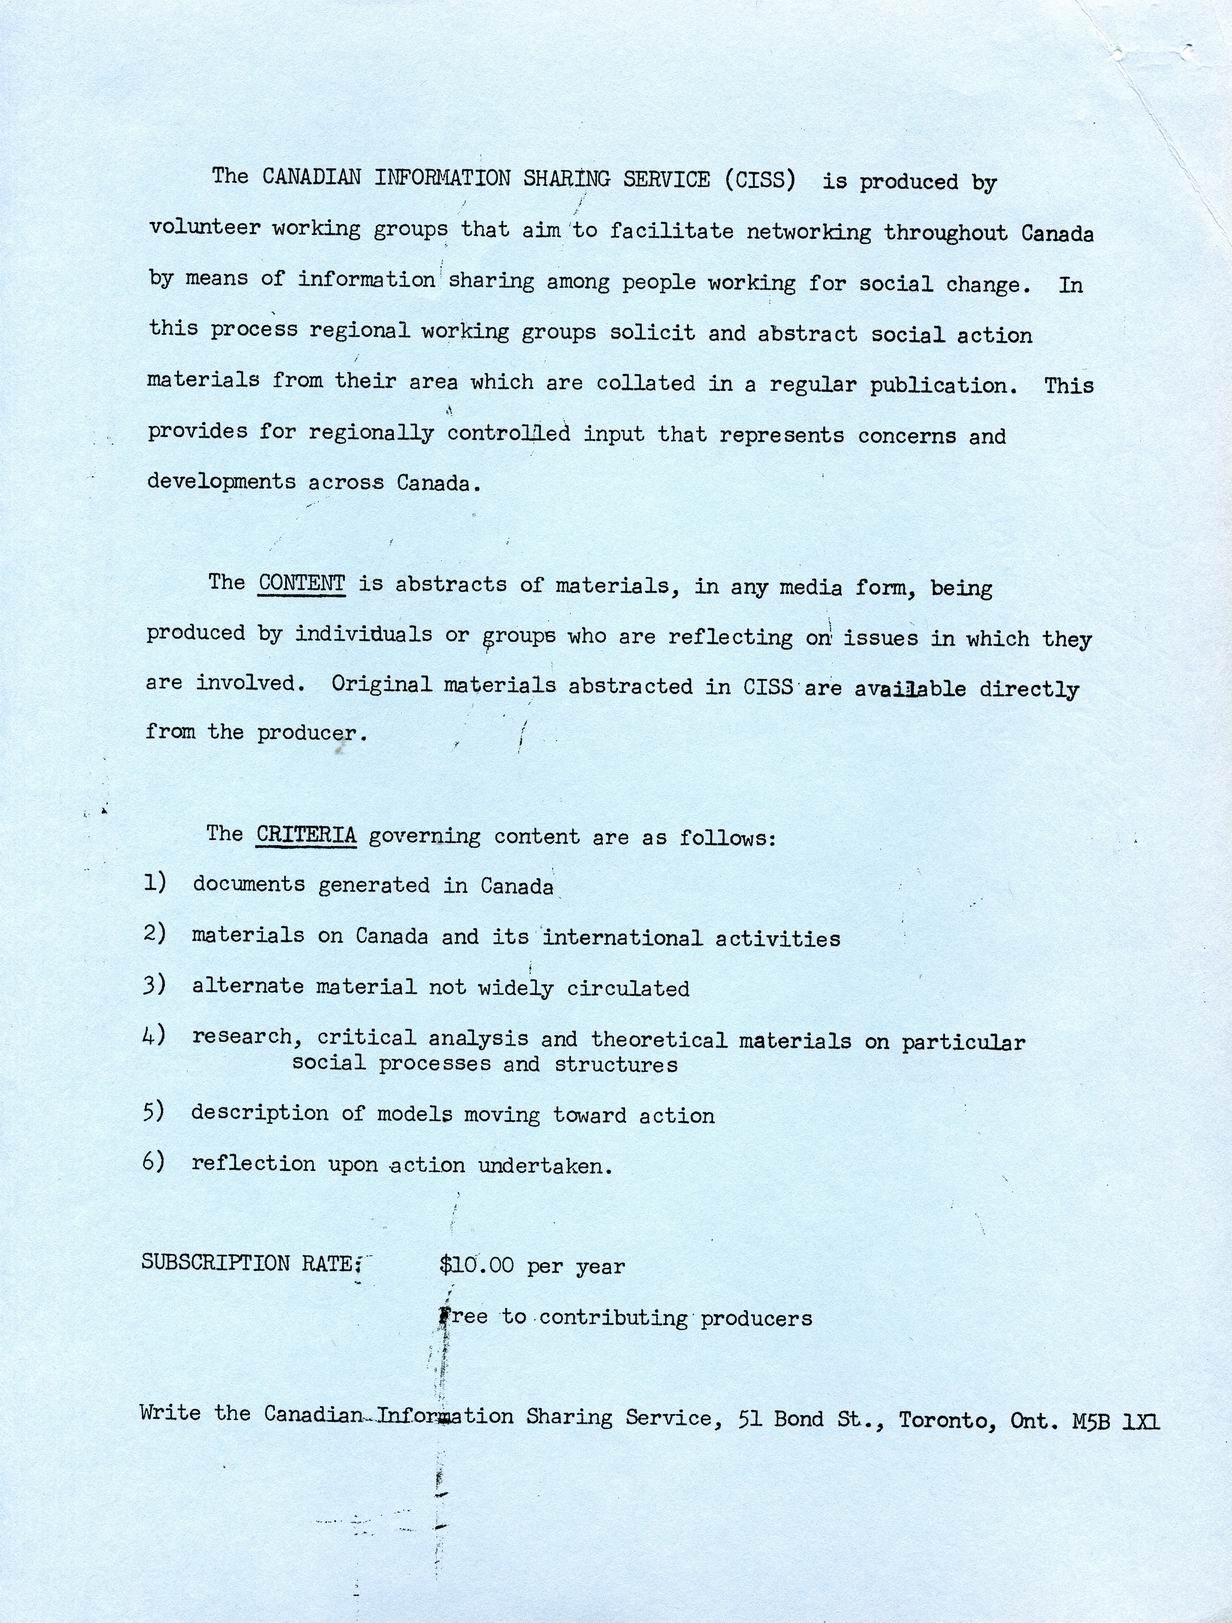 The CANADIAN INFORMATION SHARING SERVICE (CISS) is produced by
volunteer working groups that aim to facilitate networking throughout Canada
by means of information sharing among people working for social change. In
this process regional working groups solicit and abstract social action
materials from their area which are collated in a regular publication. This
provides for regionally controlled input that represents concerns and
developments across Canada.
The CONTENT is abstracts of materials, in any media form, being
produced by individuals or groups who are reflecting on issues in which they
are involved. Original materials abstracted in CISS are available directly
from the producer.
The CRITERIA governing content are as follows:
1) documents generated in Canada
2) materials on Canada and its international activities
3) alternate material not widely circulated
4) research, critical analysis and theoretical materials on particular
social processes and structures
5) description of models moving toward action
6) reflection upon action undertaken.
SUBSCRIPTION RATE: $10.00 per year
Free to contributing producers
Write the Canadian Information Sharing Service, 51 Bond St., Toronto, Ont. M5B 1X1